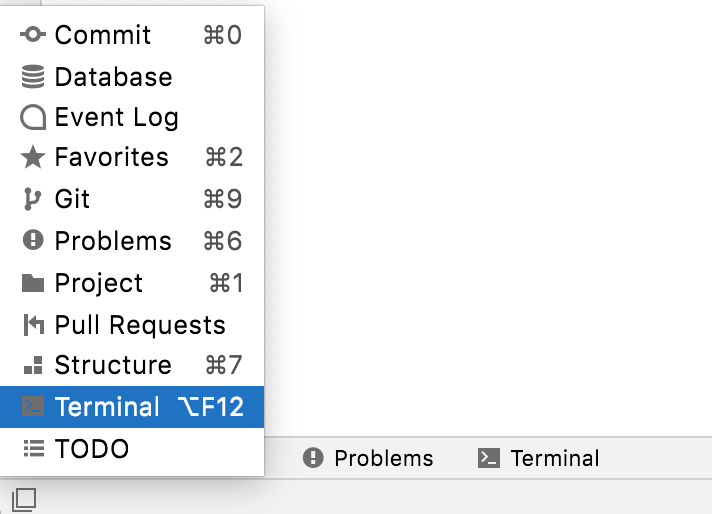 Commit ⌘0
Database
Event Log
Favorites ⌘2
Git ⌘9
Problems ⌘6
Project ⌘1
Pull Requests
Structure ⌘7
Terminal ⌥F12
TODO
Problems Terminal